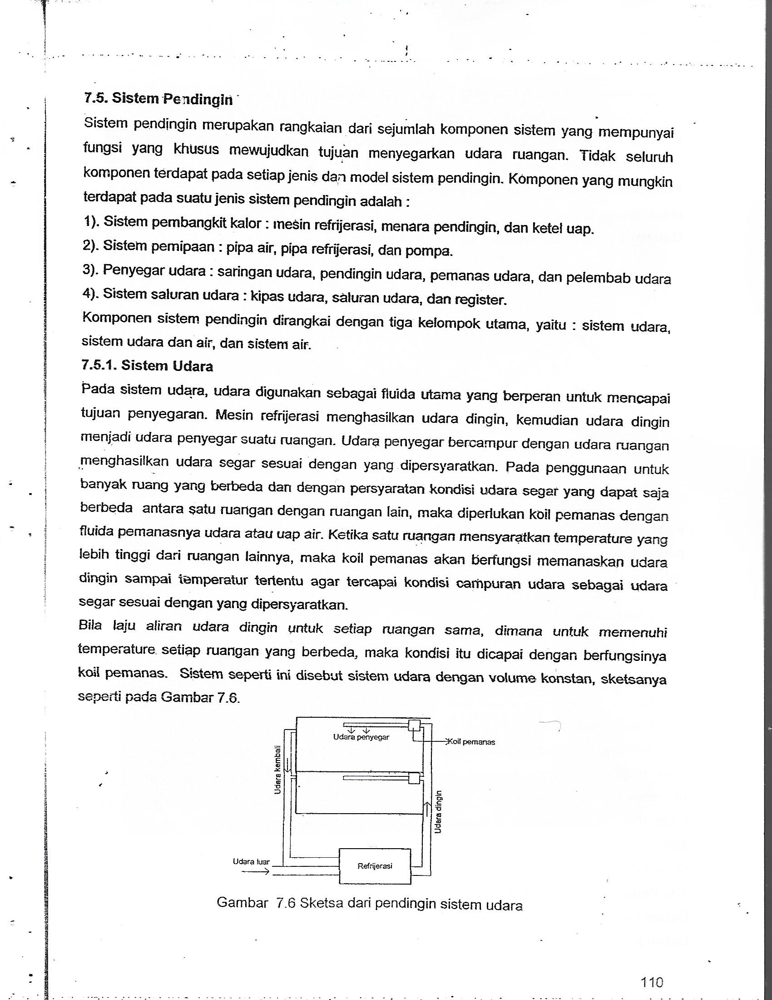 7.5. Sistem Pendingin
Sistem pendingin merupakan rangkaian dari sejumlah komponen sistem yang mempunyai
fungsi yang khusus mewujudkan tujuan menyegarkan udara ruangan. Tidak seluruh
komponen terdapat pada setiap jenis dan model sistem pendingin. Komponen yang mungkin
terdapat pada suatu jenis sistem pendingin adalah :
1). Sistem pembangkit kalor : mesin refrijerasi, menara pendingin, dan ketel uap.
2). Sistem pemipaan : pipa air, pipa refrijerasi, dan pompa.
3). Penyegar udara : saringan udara, pendingin udara, pemanas udara, dan pelembab udara
4). Sistem saluran udara : kipas udara, saluran udara, dan register.
Komponen sistem pendingin dirangkai dengan tiga kelompok utama, yaitu : sistem udara,
sistem udara dan air, dan sistem air.
7.5.1. Sistem Udara
Pada sistem udara, udara digunakan sebagai fluida utama yang berperan untuk mencapai
tujuan penyegaran. Mesin refrijerasi menghasilkan udara dingin, kemudian udara dingin
menjadi udara penyegar suatu ruangan. Udara penyegar bercampur dengan udara ruangan
menghasilkan udara segar sesuai dengan yang dipersyaratkan. Pada penggunaan untuk
banyak ruang yang berbeda dan dengan persyaratan kondisi udara segar yang dapat saja
berbeda antara satu ruangan dengan ruangan lain, maka diperlukan koil pemanas dengan
fluida pemanasnya udara atau uap air. Ketika satu ruangan mensyaratkan temperature yang
lebih tinggi dari ruangan lainnya, maka koil pemanas akan berfungsi memanaskan udara
dingin sampai temperatur tertentu agar tercapai kondisi campuran udara sebagai udara
segar sesuai dengan yang dipersyaratkan.
Bila laju aliran udara dingin untuk setiap ruangan sama, dimana untuk memenuhi
temperature setiap ruangan yang berbeda, maka kondisi itu dicapai dengan berfungsinya
koil pemanas. Sistem seperti ini disebut sistem udara dengan volume konstan, sketsanya
seperti pada Gambar 7.6.
Udara penyegar
Koil pemanas
Udara kembali
Udara dingin
Udara luar
Refrijerasi
Gambar 7.6 Sketsa dari pendingin sistem udara
110